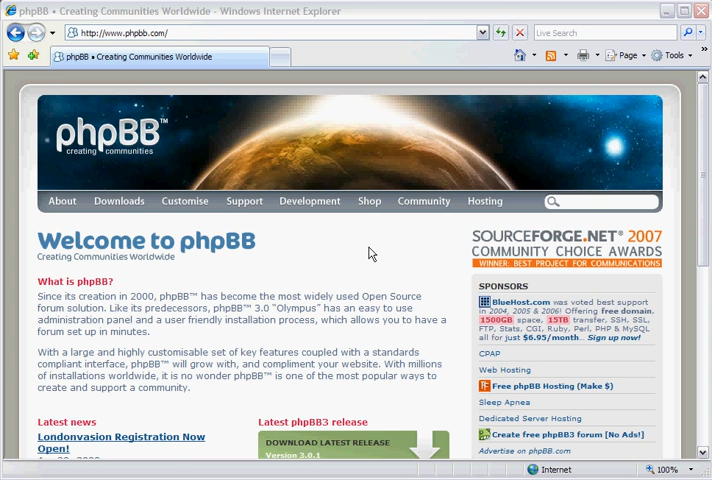 phpBB • Creating Communities Worldwide - Windows Internet Explorer
http://www.phpbb.com/
Live Search
phpBB • Creating Communities Worldwide
Page
Tools
phpBB™
creating communities
About Downloads Customise Support Development Shop Community Hosting
Welcome to phpBB
Creating Communities Worldwide
What is phpBB?
Since its creation in 2000, phpBB™ has become the most widely used Open Source
forum solution. Like its predecessors, phpBB™ 3.0 “Olympus” has an easy to use
administration panel and a user friendly installation process, which allows you to have a
forum set up in minutes.
With a large and highly customisable set of key features coupled with a standards
compliant interface, phpBB™ will grow with, and compliment your website. With millions
of installations worldwide, it is no wonder phpBB™ is one of the most popular ways to
create and support a community.
Latest news
Londonvasion Registration Now
Open!
Latest phpBB3 release
DOWNLOAD LATEST RELEASE
Version 3.0.1
SOURCEFORGE.NET® 2007
COMMUNITY CHOICE AWARDS
WINNER: BEST PROJECT FOR COMMUNICATIONS
SPONSORS
BlueHost.com was voted best support
in 2004, 2005 & 2006! Offering free domain.
1500GB space, 15TB transfer, SSH, SSL,
FTP, Stats, CGI, Ruby, Perl, PHP & MySQL
all for just $6.95/month.. Sign up now!
CPAP
Web Hosting
Free phpBB Hosting (Make $)
Sleep Apnea
Dedicated Server Hosting
Create free phpBB3 forum [No Ads!]
Advertise on phpBB.com
Internet
100%